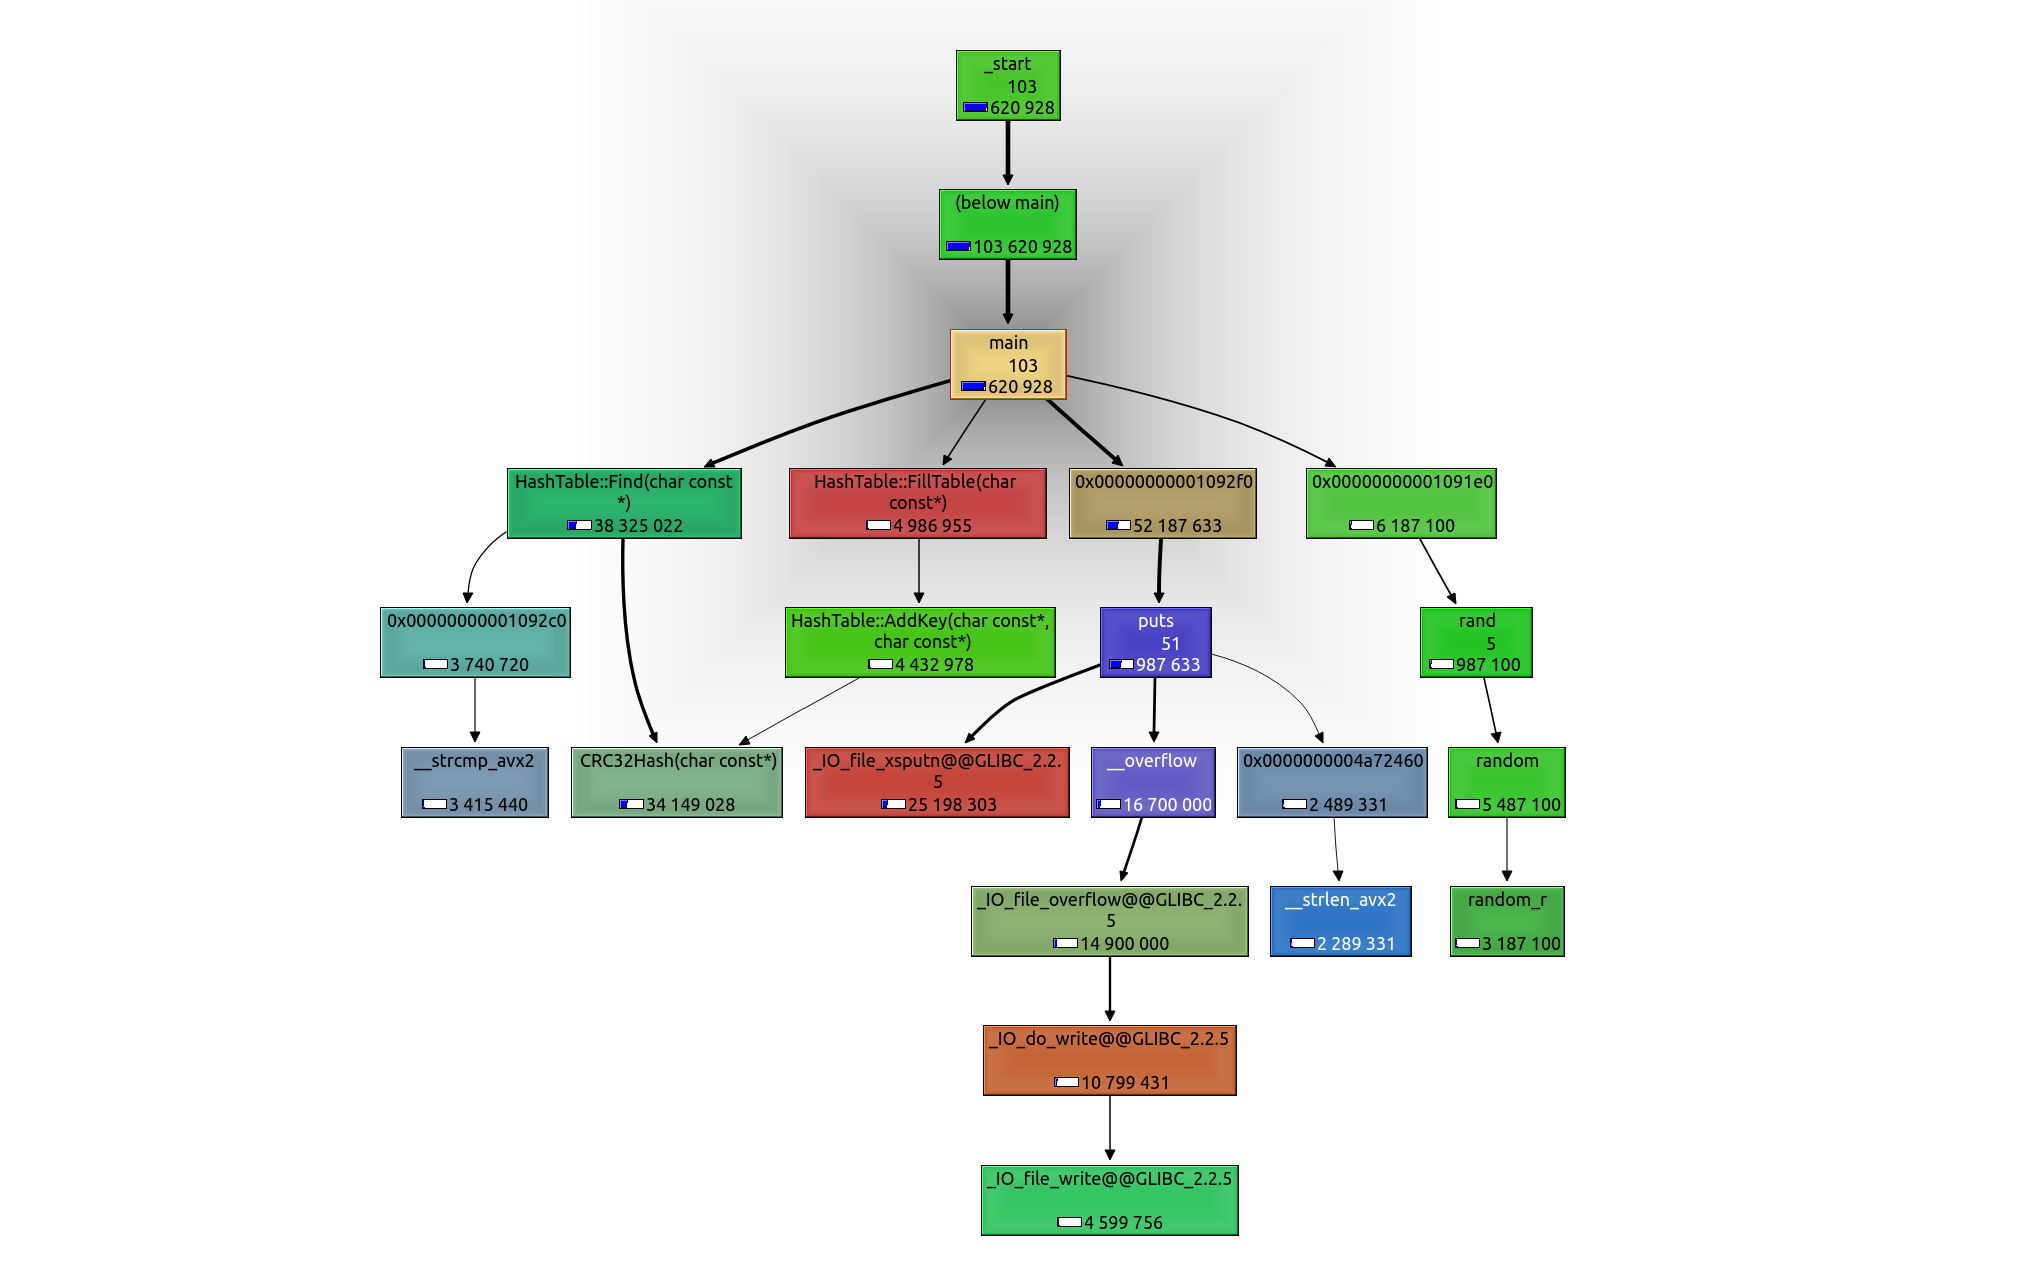 _start
103
620 928
(below main)
103 620 928
main
103
620 928
HashTable::Find(char const
*)
38 325 022
HashTable::FillTable(char
const*)
4 986 955
0x00000000001092f0
52 187 633
0x00000000001091e0
6 187 100
0x00000000001092c0
3 740 720
HashTable::AddKey(char const*,
char const*)
4 432 978
puts
51
987 633
rand
5
987 100
__strcmp_avx2
3 415 440
CRC32Hash(char const*)
34 149 028
_IO_file_xsputn@@GLIBC_2.2.
5
25 198 303
__overflow
16 700 000
0x0000000004a72460
2 489 331
random
5 487 100
_IO_file_overflow@@GLIBC_2.2.
5
14 900 000
__strlen_avx2
2 289 331
random_r
3 187 100
_IO_do_write@@GLIBC_2.2.5
10 799 431
_IO_file_write@@GLIBC_2.2.5
4 599 756